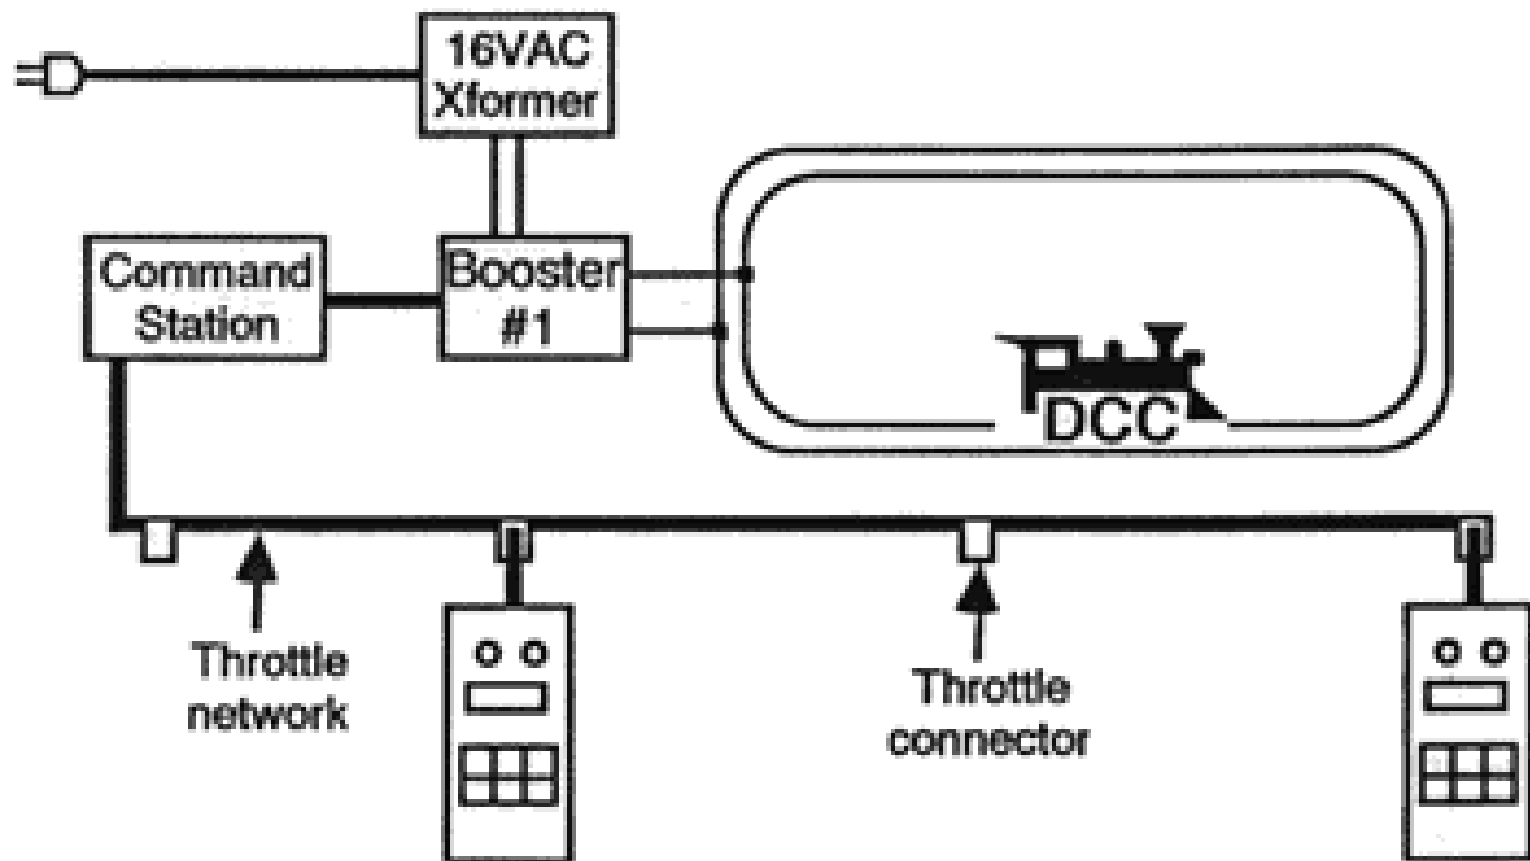 16VAC
Xformer
Command
Station
Booster
#1
DCC
Throttle
network
Throttle
connector